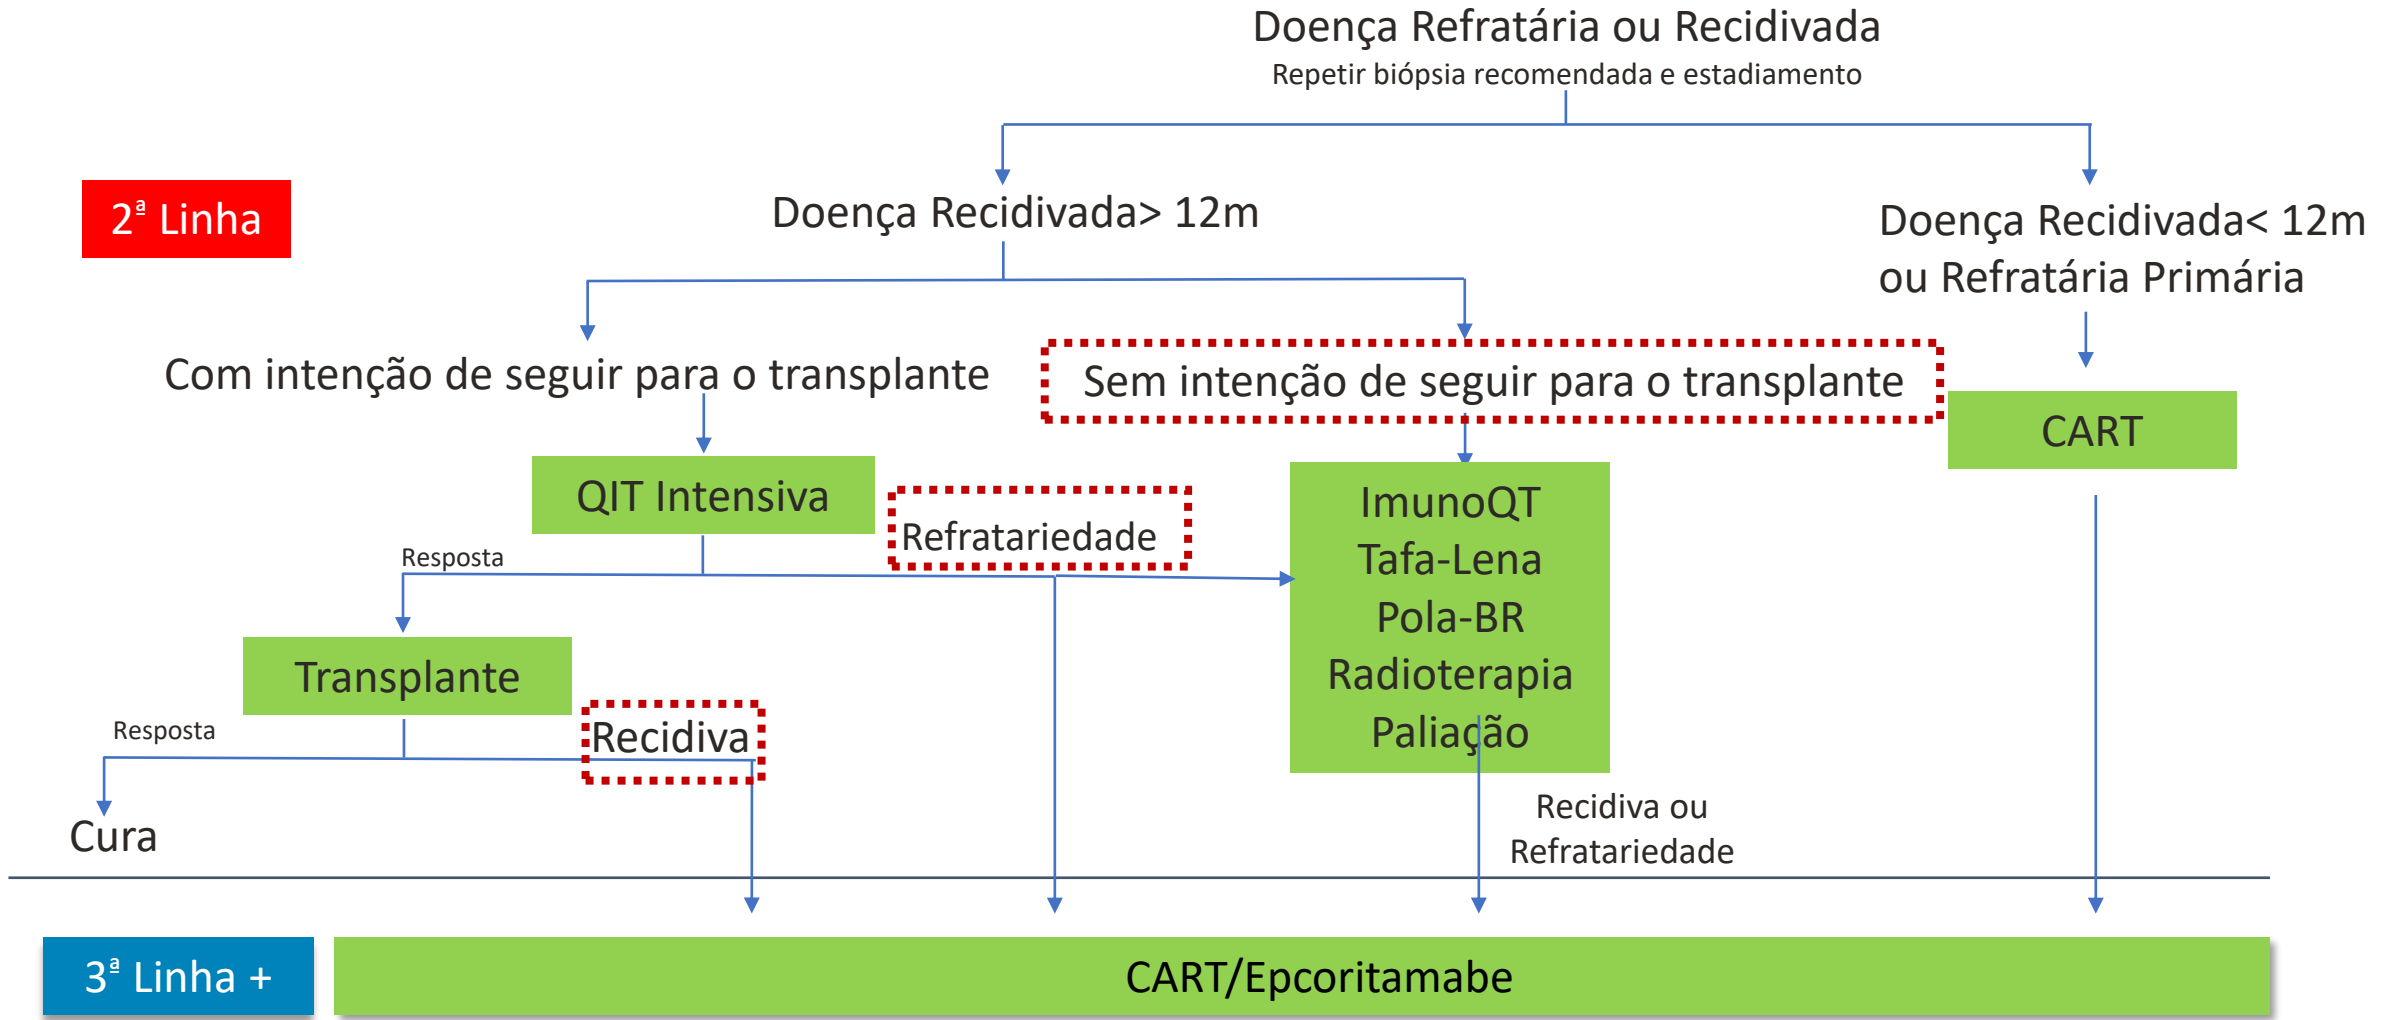 Doença Refratária ou Recidivada
Repetir biópsia recomendada e estadiamento
2ª Linha
Doença Recidivada> 12m
Doença Recidivada< 12m
ou Refratária Primária
Com intenção de seguir para o transplante
Sem intenção de seguir para o transplante
CART
QIT Intensiva
Refratariedade
Resposta
ImunoQT
Tafa-Lena
Pola-BR
Radioterapia
Paliação
Transplante
Resposta
Recidiva
Cura
Recidiva ou
Refratariedade
3ª Linha +
CART/Epcoritamabe